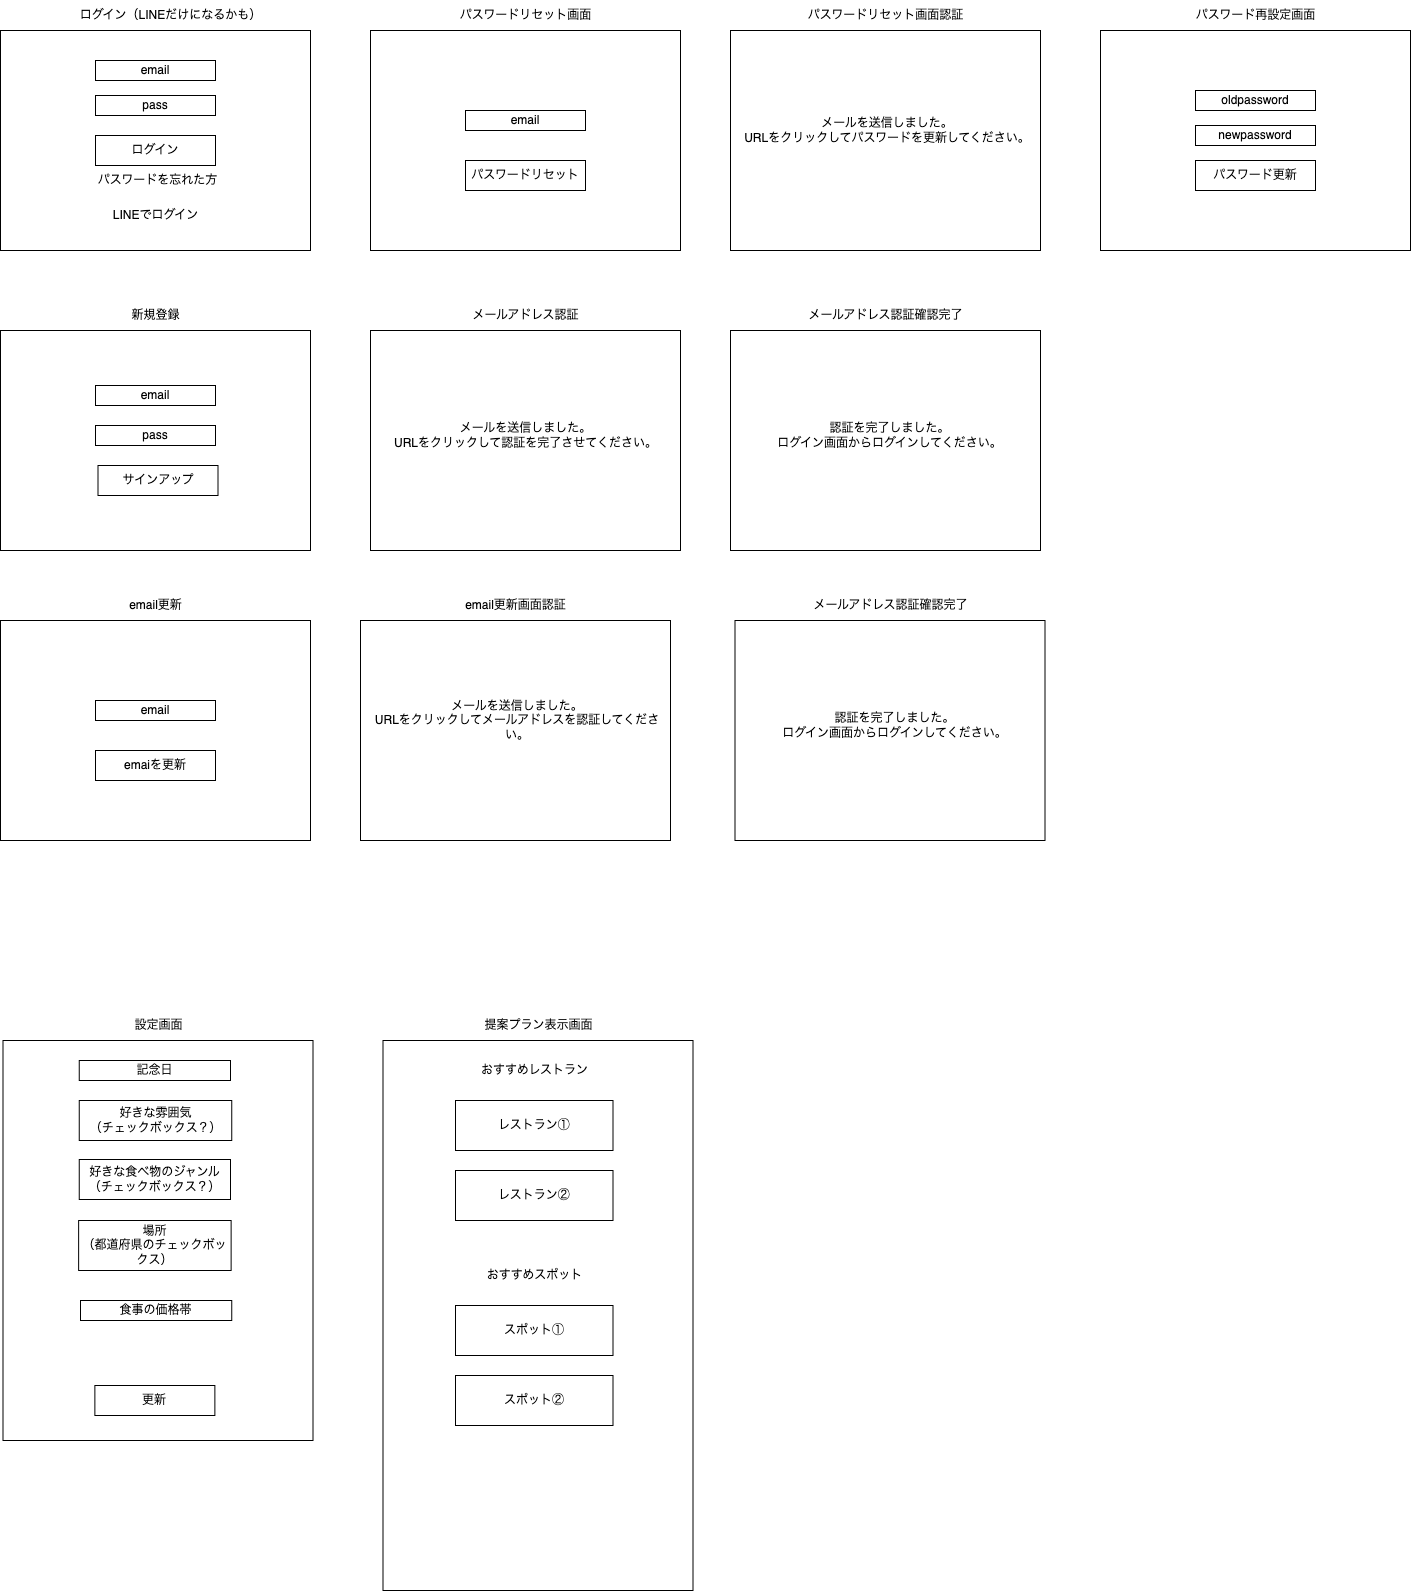 ログイン（LINEだけになるかも）
email
pass
ログイン
パスワードを忘れた方
LINEでログイン
パスワードリセット画面
email
パスワードリセット
パスワードリセット画面認証
メールを送信しました。
URLをクリックしてパスワードを更新してください。
パスワード再設定画面
oldpassword
newpassword
パスワード更新
新規登録
email
pass
サインアップ
メールアドレス認証
メールを送信しました。
URLをクリックして認証を完了させてください。
メールアドレス認証確認完了
認証を完了しました。
ログイン画面からログインしてください。
email更新
email
emaiを更新
email更新画面認証
メールを送信しました。
URLをクリックしてメールアドレスを認証してくださ
い。
メールアドレス認証確認完了
認証を完了しました。
ログイン画面からログインしてください。
設定画面
記念日
好きな雰囲気
（チェックボックス？）
好きな食べ物のジャンル
（チェックボックス？）
場所
（都道府県のチェックボッ
クス）
食事の価格帯
更新
提案プラン表示画面
おすすめレストラン
レストラン①
レストラン②
おすすめスポット
スポット①
スポット②